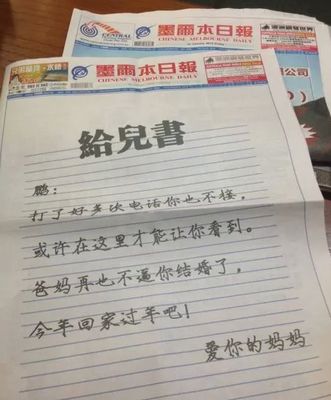 CENTRAL
墨爾本日報
CHINESE MELBOURNE DAILY
墨爾本日報
CHINESE MELBOURNE DAILY
給兒書
鹏：
打了好多次电话你也不接，
或许在这里才能让你看到。
爸妈再也不逼你结婚了，
今年回家过年吧！
爱你的妈妈